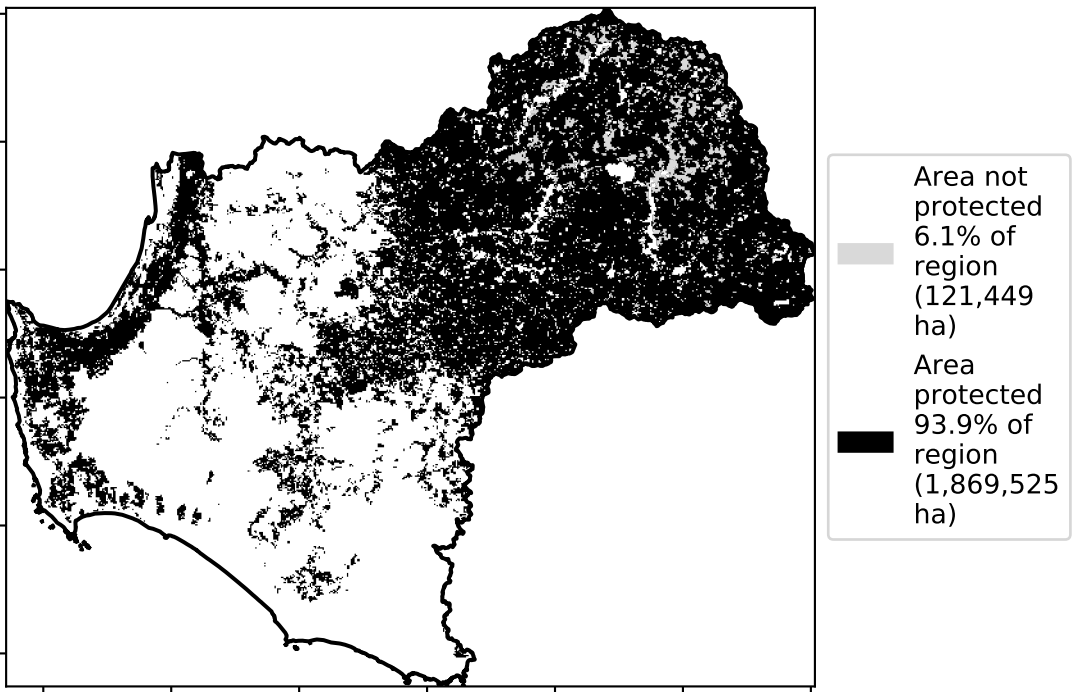 Area not
protected
6.1% of
region
(121,449
ha)
Area
protected
93.9% of
region
(1,869,525
ha)